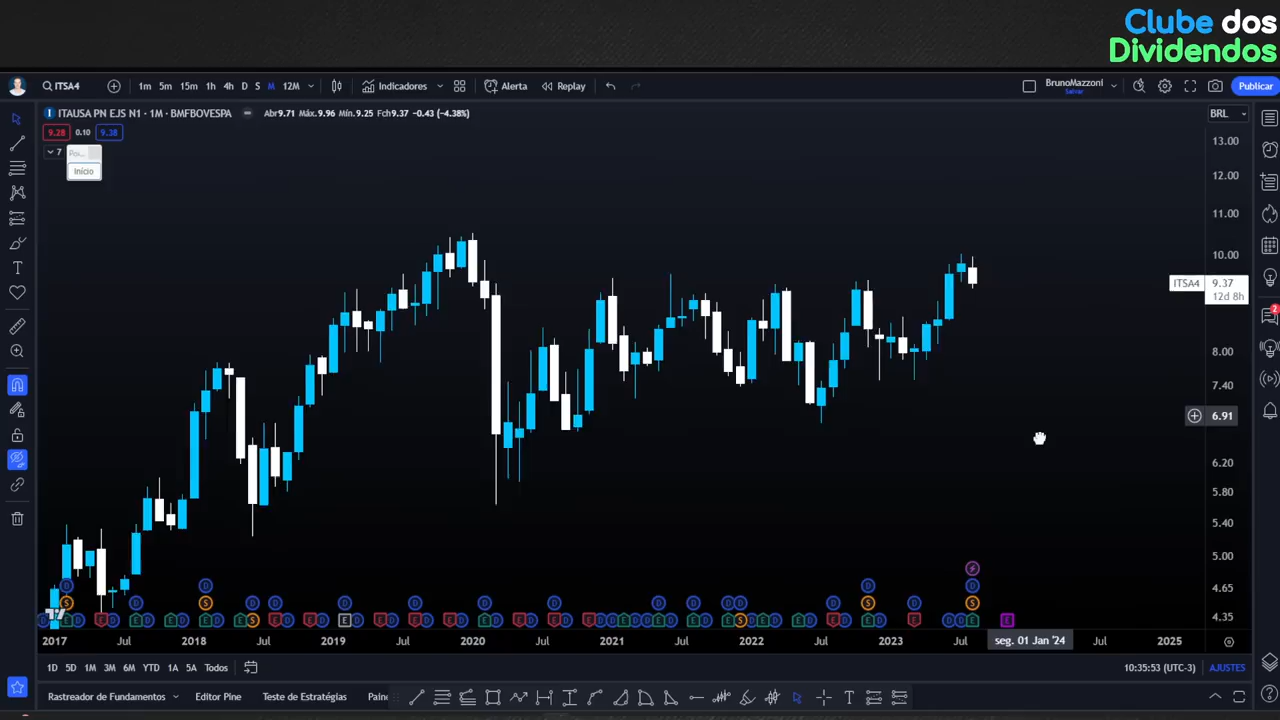 Clube dos
Dividendos
ITSA4
1m 5m 15m 1h 4h D S M 12M
Indicadores
Alerta
Replay
BrunoMazzoni
Salvar
Publicar
ITAUSA PN EJS N1 · 1M · BMFBOVESPA
Abr9.71 Máx.9.96 Mín.9.25 Fch9.37 -0.43 (-4.38%)
BRL
9.28 0.10 9.38
7
Início
13.00
12.00
11.00
10.00
ITSA4 9.37
12d 8h
8.00
7.40
6.91
6.20
5.80
5.40
5.00
4.65
4.35
2017 Jul 2018 Jul 2019 Jul 2020 Jul 2021 Jul 2022 Jul 2023 Jul seg. 01 Jan '24 Jul 2025
1D 5D 1M 3M 6M YTD 1A 5A Todos
10:35:53 (UTC-3)
AJUSTES
Rastreador de Fundamentos
Editor Pine
Teste de Estratégias
Paine